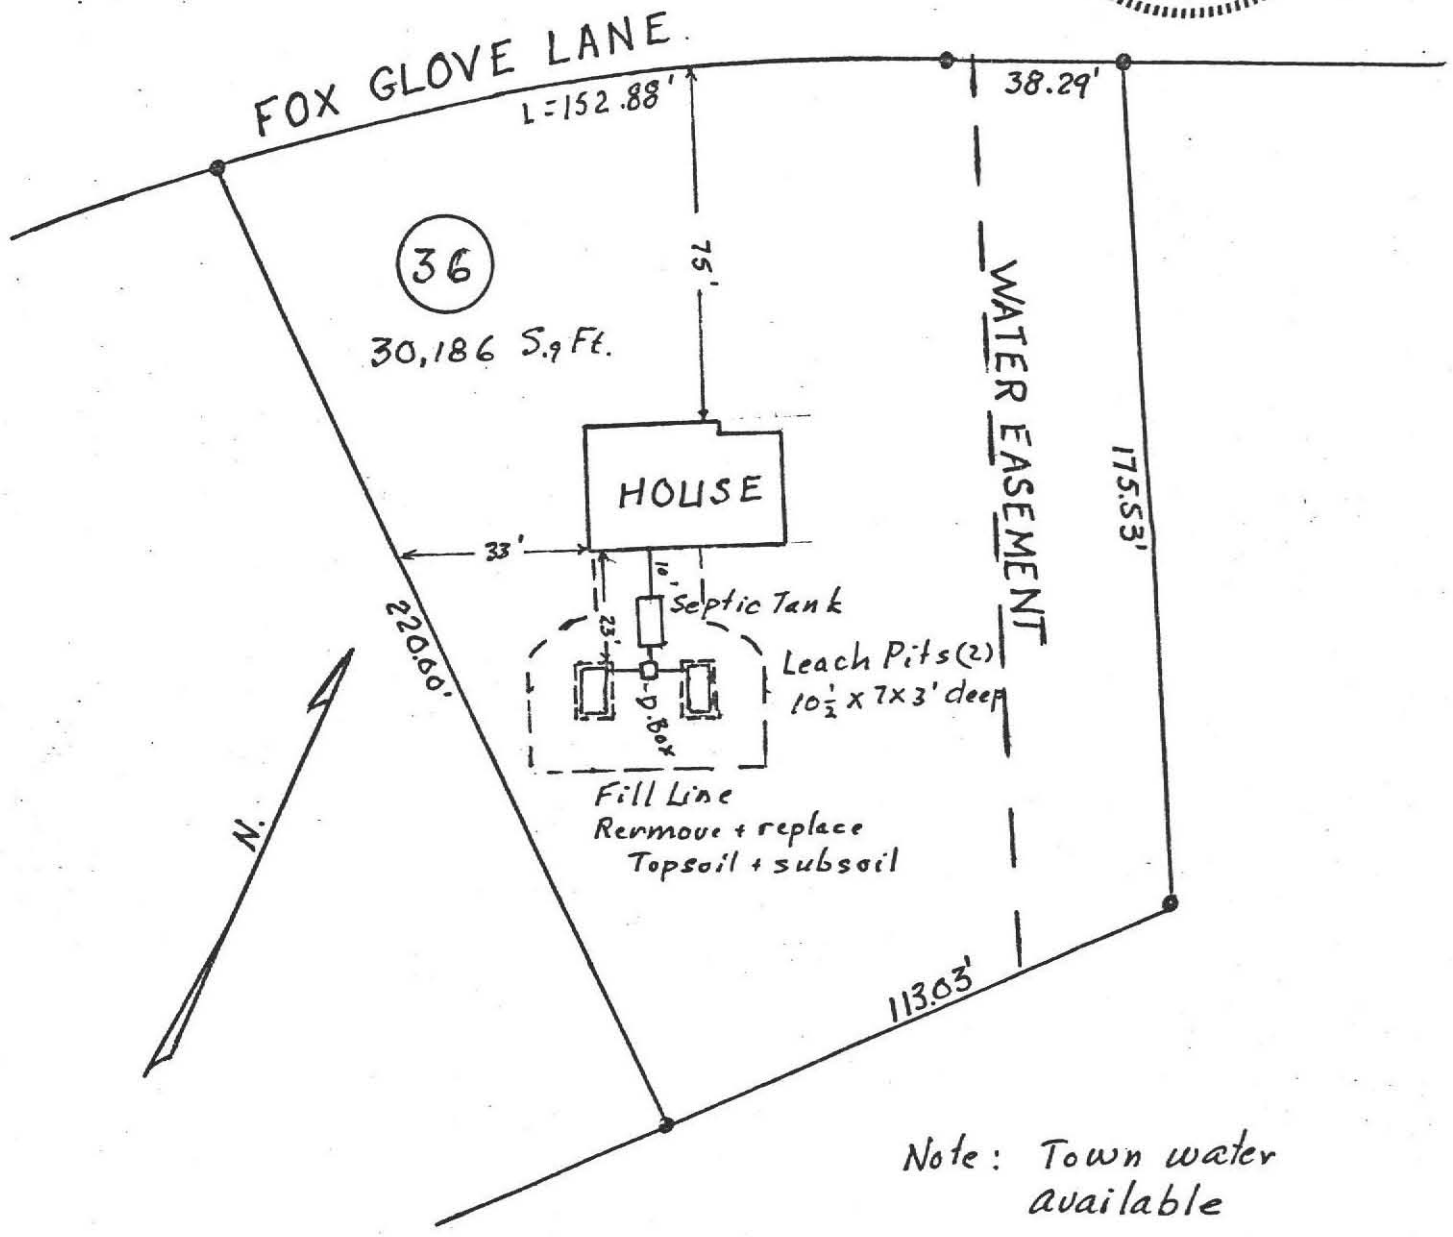 FOX GLOVE LANE.
L=152.88'
38.29'
75'
36
30,186 S.q Ft.
WATER EASEMENT
175.53'
HOUSE
33'
10'
Septic Tank
23'
220.60'
Leach Pits(2)
10½ x 7 x 3' deep
D.Box
N.
Fill Line
Rermove + replace
Topsoil + subsoil
113.03'
Note: Town water
available